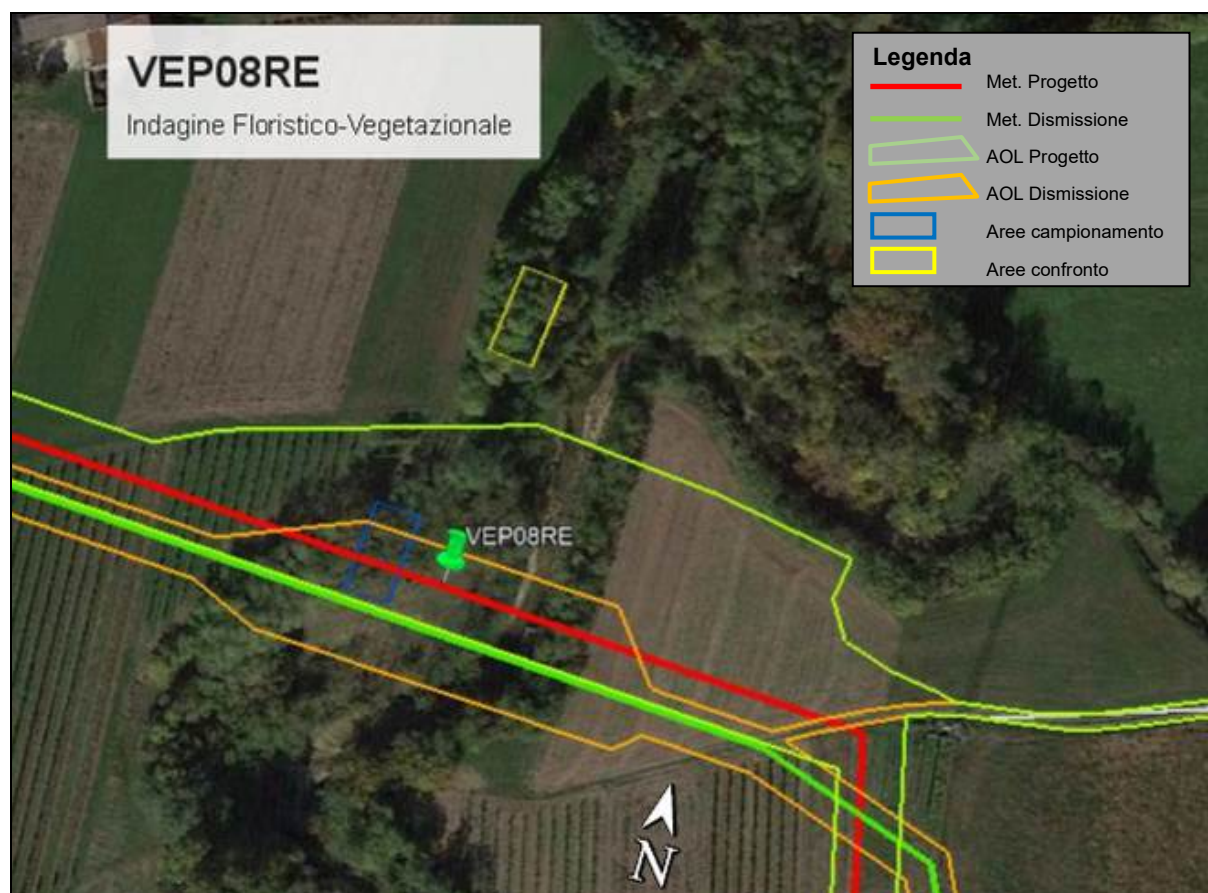 VEP08RE
Indagine Floristico-Vegetazionale
Legenda
Met. Progetto
Met. Dismissione
AOL Progetto
AOL Dismissione
Aree campionamento
Aree confronto
VEP08RE
N